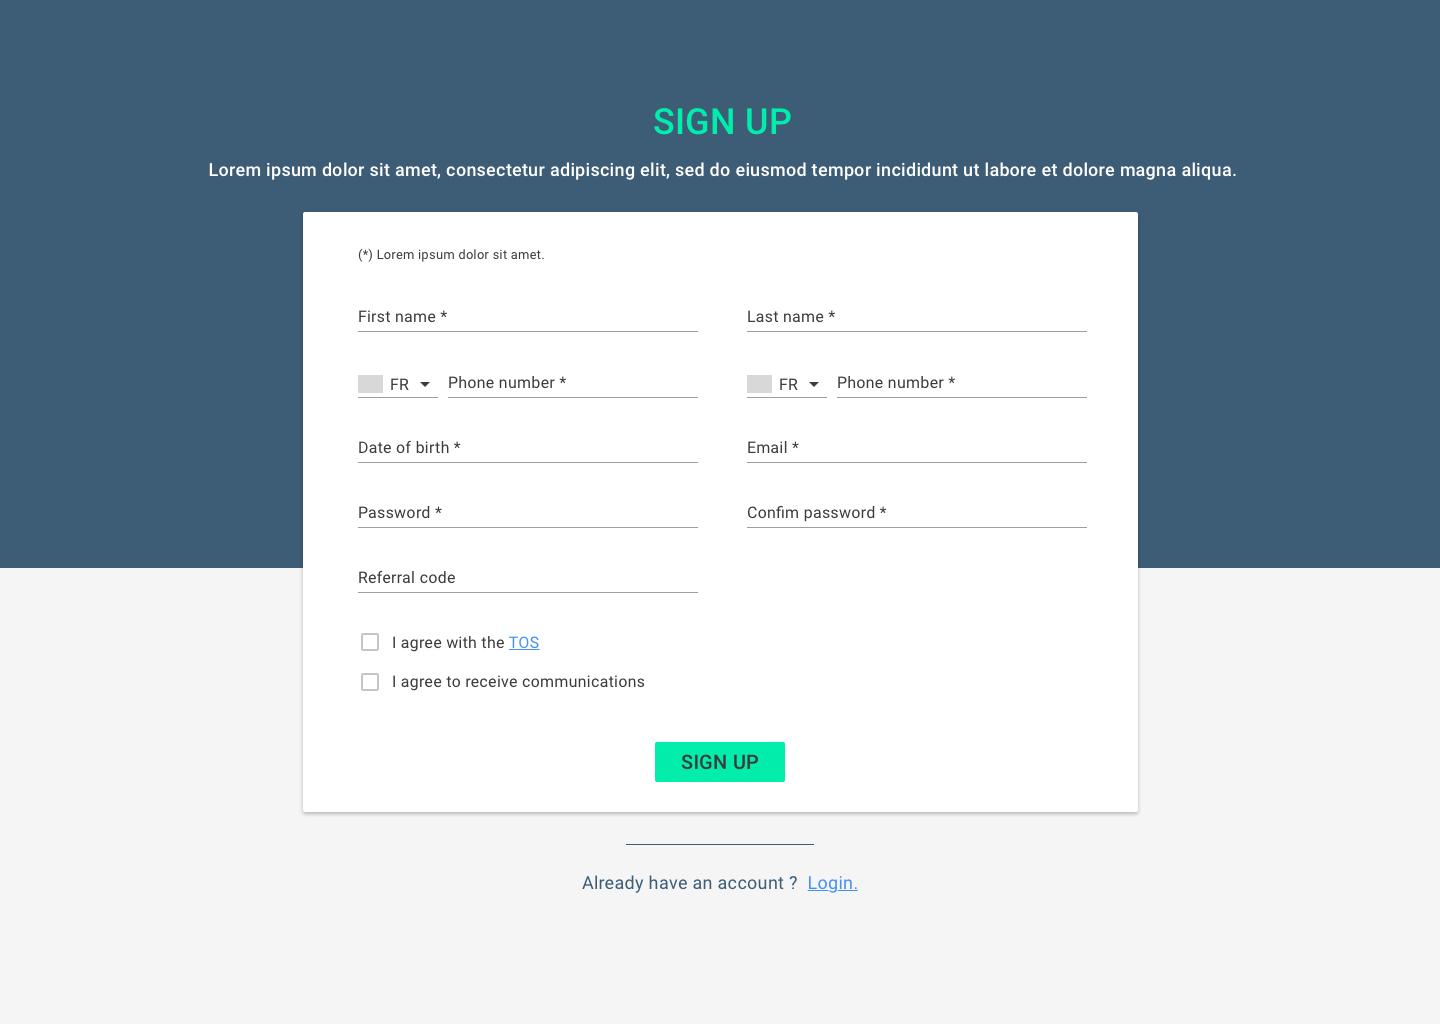 SIGN UP
Lorem ipsum dolor sit amet, consectetur adipiscing elit, sed do eiusmod tempor incididunt ut labore et dolore magna aliqua.
(*) Lorem ipsum dolor sit amet.
First name *
Last name *
FR Phone number *
FR Phone number *
Date of birth *
Email *
Password *
Confim password *
Referral code
I agree with the TOS
I agree to receive communications
SIGN UP
Already have an account ? Login.